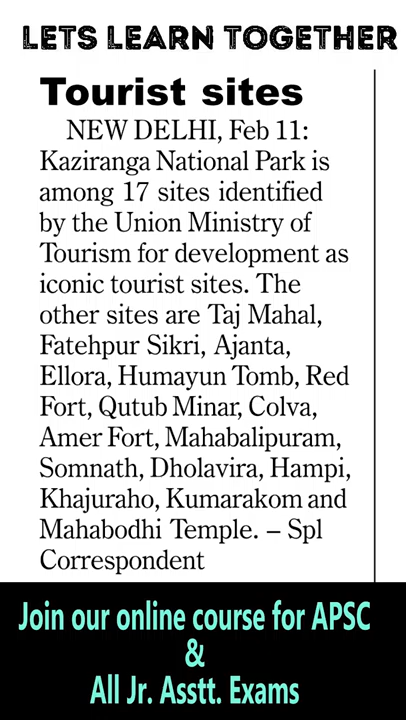 LETS LEARN TOGETHER
Tourist sites
NEW DELHI, Feb 11:
Kaziranga National Park is
among 17 sites identified
by the Union Ministry of
Tourism for development as
iconic tourist sites. The
other sites are Taj Mahal,
Fatehpur Sikri, Ajanta,
Ellora, Humayun Tomb, Red
Fort, Qutub Minar, Colva,
Amer Fort, Mahabalipuram,
Somnath, Dholavira, Hampi,
Khajuraho, Kumarakom and
Mahabodhi Temple. – Spl
Correspondent
Join our online course for APSC
&
All Jr. Asstt. Exams